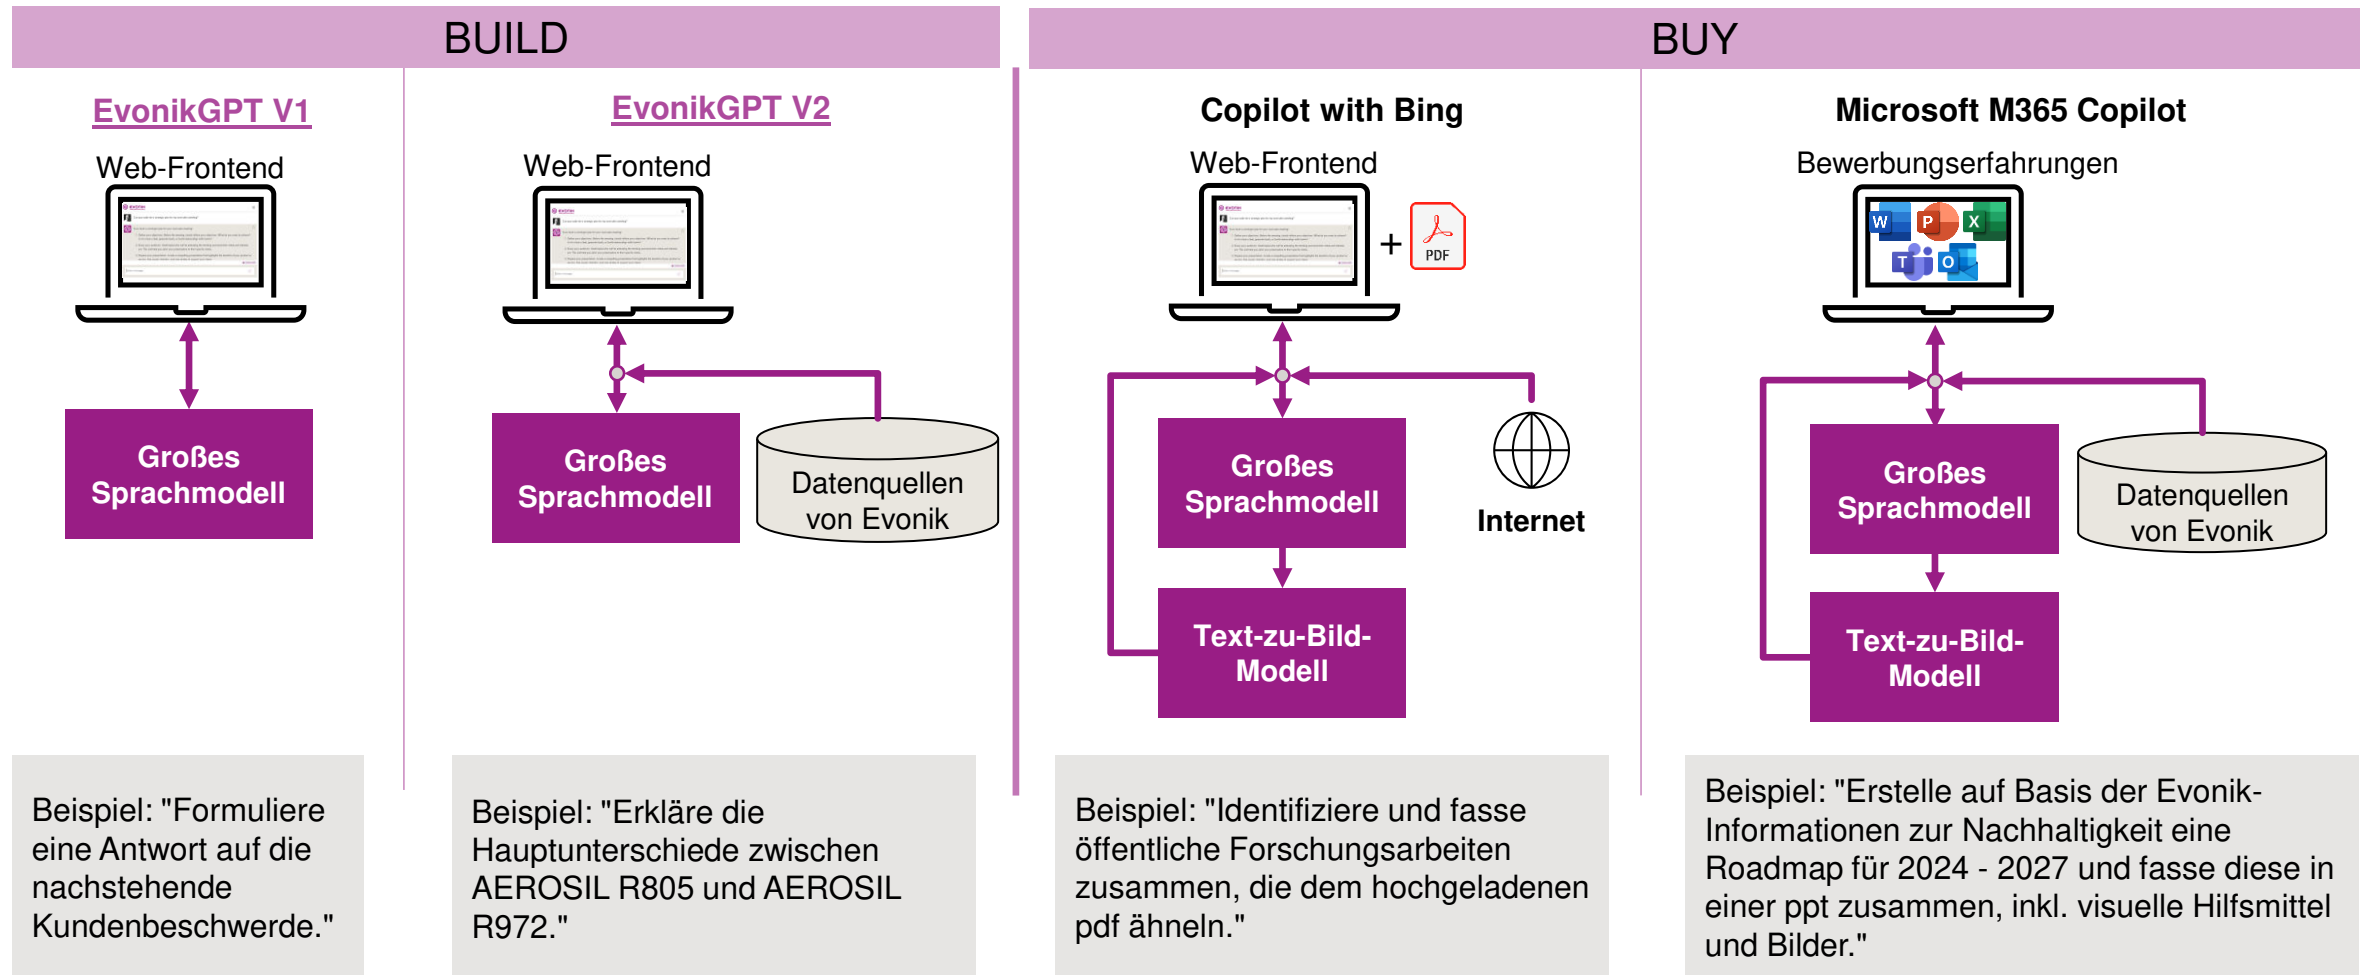 BUILD
BUY
EvonikGPT V1
Web-Frontend
evonik
Großes
Sprachmodell
Beispiel: "Formuliere
eine Antwort auf die
nachstehende
Kundenbeschwerde."
EvonikGPT V2
Web-Frontend
evonik
Großes
Sprachmodell
Datenquellen
von Evonik
Beispiel: "Erkläre die
Hauptunterschiede zwischen
AEROSIL R805 und AEROSIL
R972."
Copilot with Bing
Web-Frontend
evonik
+
PDF
Großes
Sprachmodell
Internet
Text-zu-Bild-
Modell
Beispiel: "Identifiziere und fasse
öffentliche Forschungsarbeiten
zusammen, die dem hochgeladenen
pdf ähneln."
Microsoft M365 Copilot
Bewerbungserfahrungen
W P X
T O
Großes
Sprachmodell
Datenquellen
von Evonik
Text-zu-Bild-
Modell
Beispiel: "Erstelle auf Basis der Evonik-
Informationen zur Nachhaltigkeit eine
Roadmap für 2024 - 2027 und fasse diese in
einer ppt zusammen, inkl. visuelle Hilfsmittel
und Bilder."